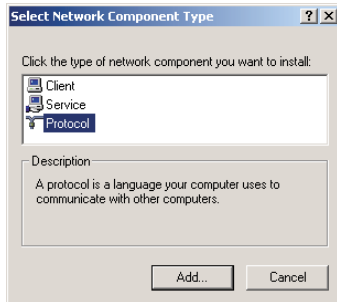 Select Network Component Type
Click the type of network component you want to install:
Client
Service
Protocol
Description
A protocol is a language your computer uses to
communicate with other computers.
Add...
Cancel